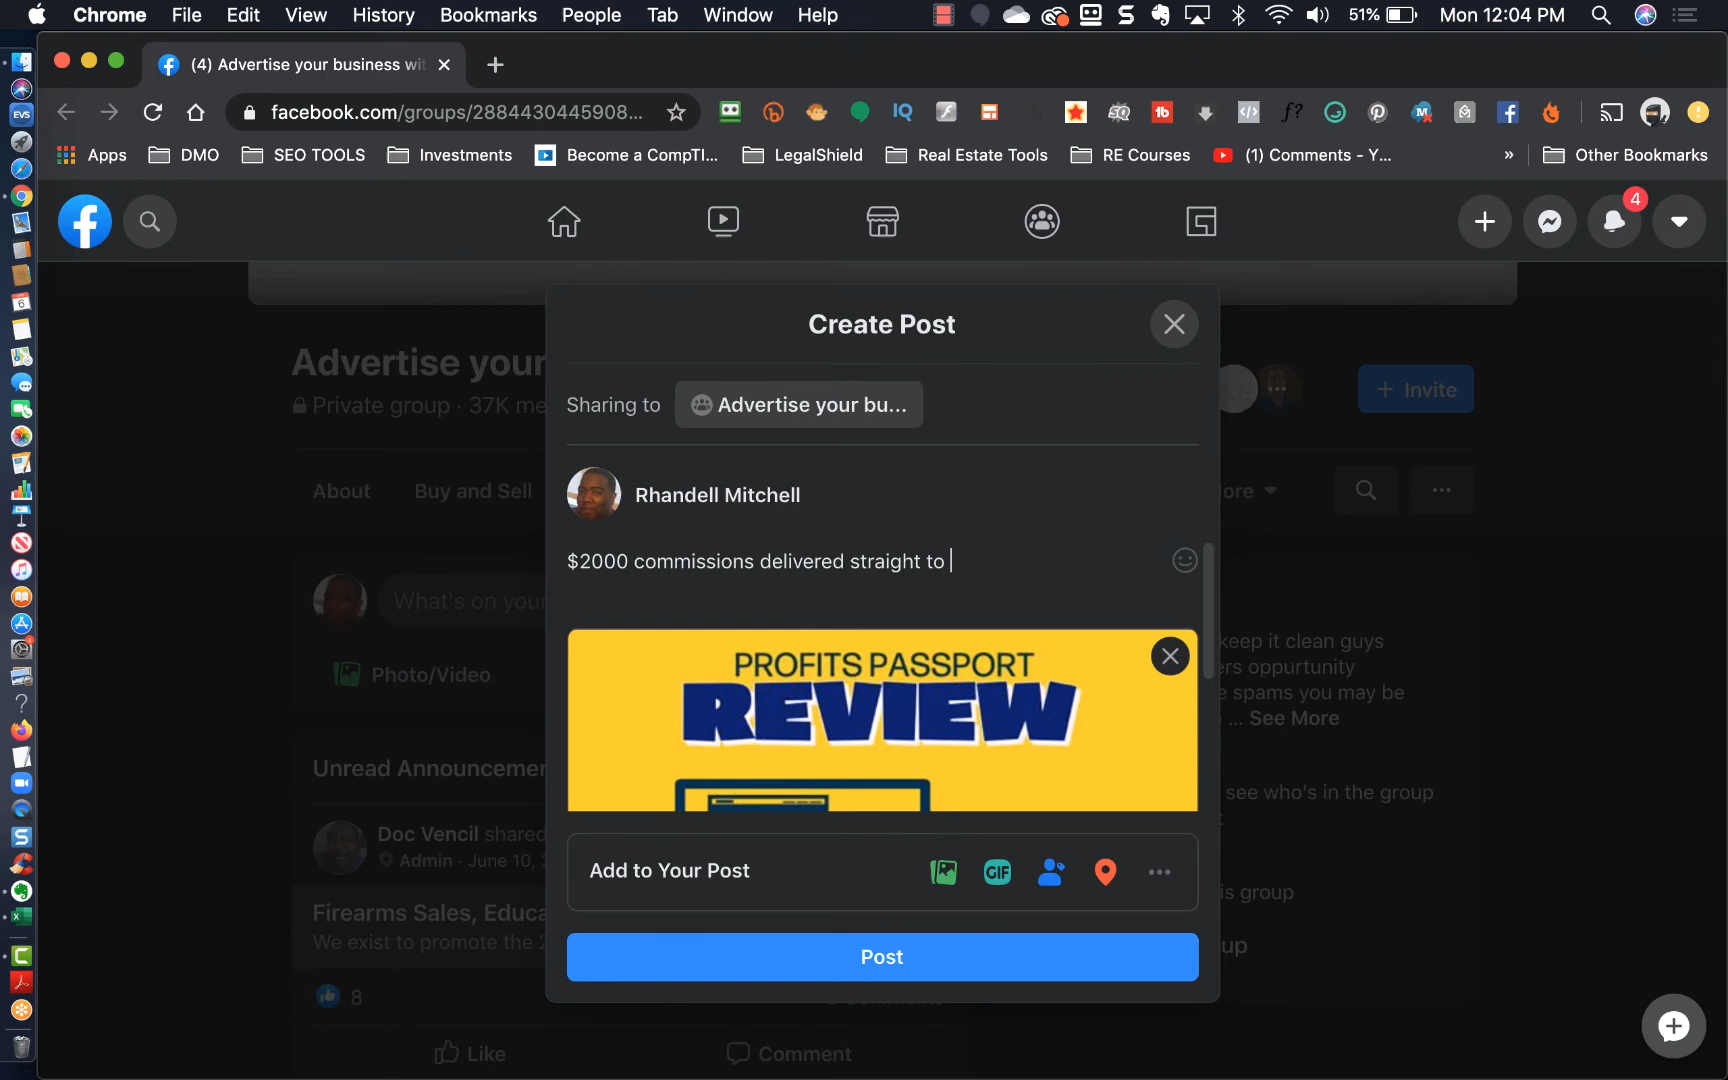 Chrome File Edit View History Bookmarks People Tab Window Help 51% Mon 12:04 PM
(4) Advertise your business wit
facebook.com/groups/2884430445908...
Apps DMO SEO TOOLS Investments Become a CompTI... LegalShield Real Estate Tools RE Courses (1) Comments - Y... » Other Bookmarks
4
Create Post
Advertise your
Sharing to Advertise your bu...
Private group · 37K me
+ Invite
Rhandell Mitchell
About Buy and Sell
ore
$2000 commissions delivered straight to
What's on your
keep it clean guys
ers oppurtunity
Photo/Video
e spams you may be
... See More
PROFITS PASSPORT
REVIEW
Unread Announcemen
see who's in the group
Doc Vencil shared
Admin · June 10, 2
Add to Your Post
GIF
is group
Firearms Sales, Educa
We exist to promote the 2
up
Post
8
Like Comment